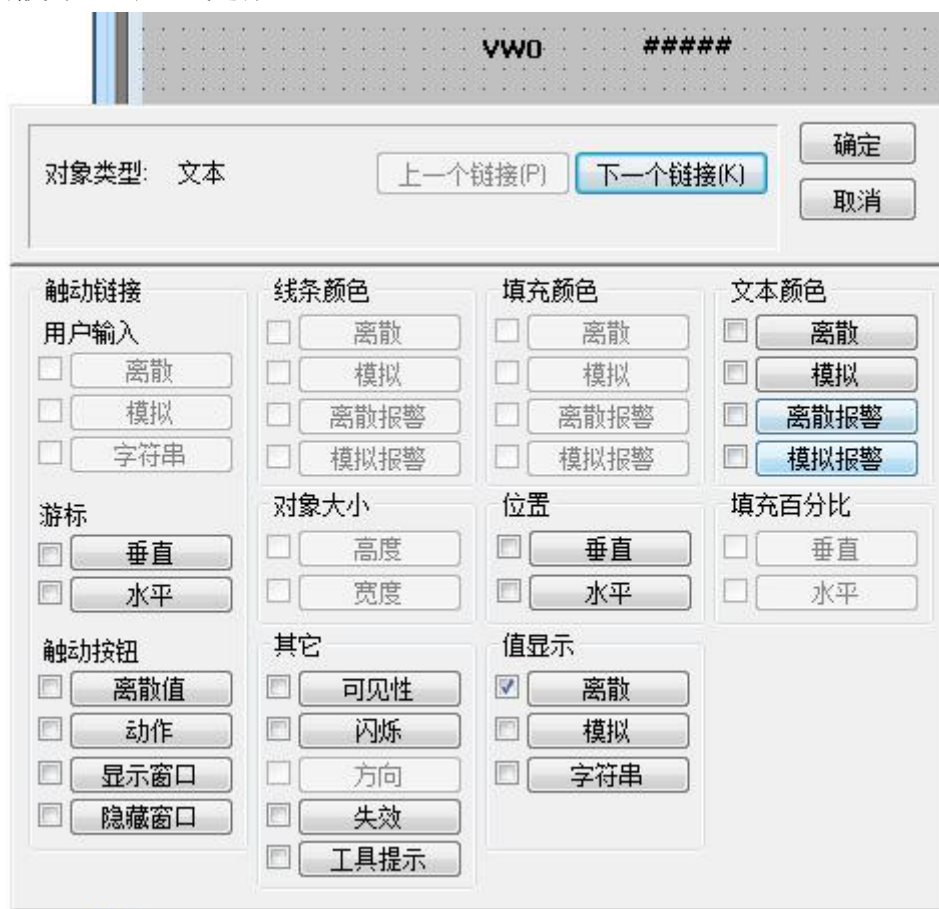 VW0 #####
对象类型: 文本
上一个链接(P)
下一个链接(K)
确定
取消
触动链接
用户输入
离散
模拟
字符串
游标
垂直
水平
触动按钮
离散值
动作
显示窗口
隐藏窗口
线条颜色
离散
模拟
离散报警
模拟报警
对象大小
高度
宽度
其它
可见性
闪烁
方向
失效
工具提示
填充颜色
离散
模拟
离散报警
模拟报警
位置
垂直
水平
值显示
离散
模拟
字符串
文本颜色
离散
模拟
离散报警
模拟报警
填充百分比
垂直
水平